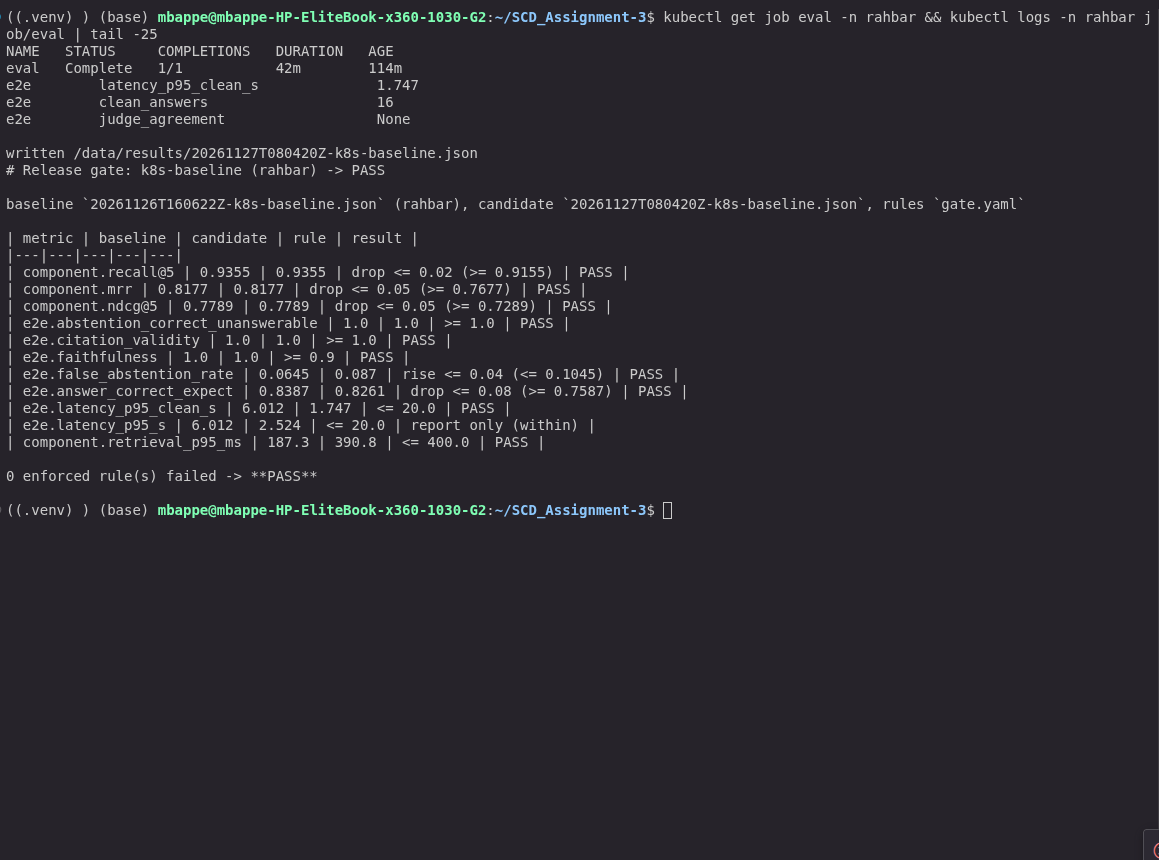 ((.venv) ) (base) mbappe@mbappe-HP-EliteBook-x360-1030-G2:~/SCD_Assignment-3$ kubectl get job eval -n rahbar && kubectl logs -n rahbar j
ob/eval | tail -25
NAME   STATUS     COMPLETIONS   DURATION   AGE
eval   Complete   1/1           42m        114m
e2e        latency_p95_clean_s              1.747
e2e        clean_answers                    16
e2e        judge_agreement                  None

written /data/results/20261127T080420Z-k8s-baseline.json
# Release gate: k8s-baseline (rahbar) -> PASS

baseline `20261126T160622Z-k8s-baseline.json` (rahbar), candidate `20261127T080420Z-k8s-baseline.json`, rules `gate.yaml`

| metric | baseline | candidate | rule | result |
|---|---|---|---|---|
| component.recall@5 | 0.9355 | 0.9355 | drop <= 0.02 (>= 0.9155) | PASS |
| component.mrr | 0.8177 | 0.8177 | drop <= 0.05 (>= 0.7677) | PASS |
| component.ndcg@5 | 0.7789 | 0.7789 | drop <= 0.05 (>= 0.7289) | PASS |
| e2e.abstention_correct_unanswerable | 1.0 | 1.0 | >= 1.0 | PASS |
| e2e.citation_validity | 1.0 | 1.0 | >= 1.0 | PASS |
| e2e.faithfulness | 1.0 | 1.0 | >= 0.9 | PASS |
| e2e.false_abstention_rate | 0.0645 | 0.087 | rise <= 0.04 (<= 0.1045) | PASS |
| e2e.answer_correct_expect | 0.8387 | 0.8261 | drop <= 0.08 (>= 0.7587) | PASS |
| e2e.latency_p95_clean_s | 6.012 | 1.747 | <= 20.0 | PASS |
| e2e.latency_p95_s | 6.012 | 2.524 | <= 20.0 | report only (within) |
| component.retrieval_p95_ms | 187.3 | 390.8 | <= 400.0 | PASS |

0 enforced rule(s) failed -> **PASS**

((.venv) ) (base) mbappe@mbappe-HP-EliteBook-x360-1030-G2:~/SCD_Assignment-3$